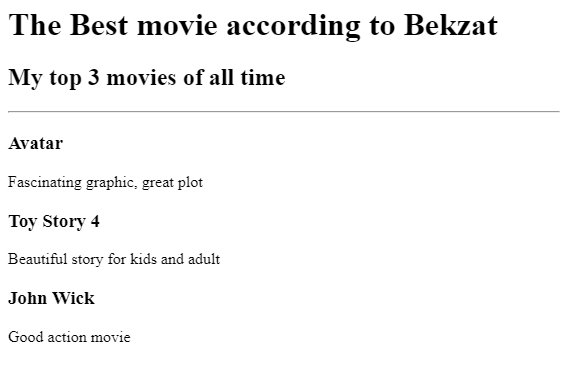 The Best movie according to Bekzat
My top 3 movies of all time
Avatar
Fascinating graphic, great plot
Toy Story 4
Beautiful story for kids and adult
John Wick
Good action movie